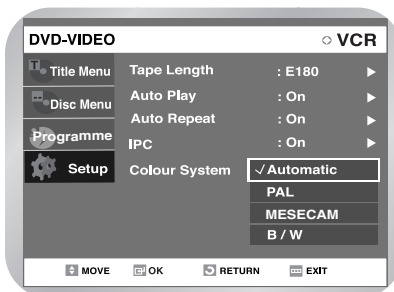 DVD-VIDEO VCR
Title Menu Tape Length : E180
Disc Menu Auto Play : On
Auto Repeat : On
Programme IPC : On
Setup Colour System √ Automatic
PAL
MESECAM
B / W
MOVE OK RETURN EXIT